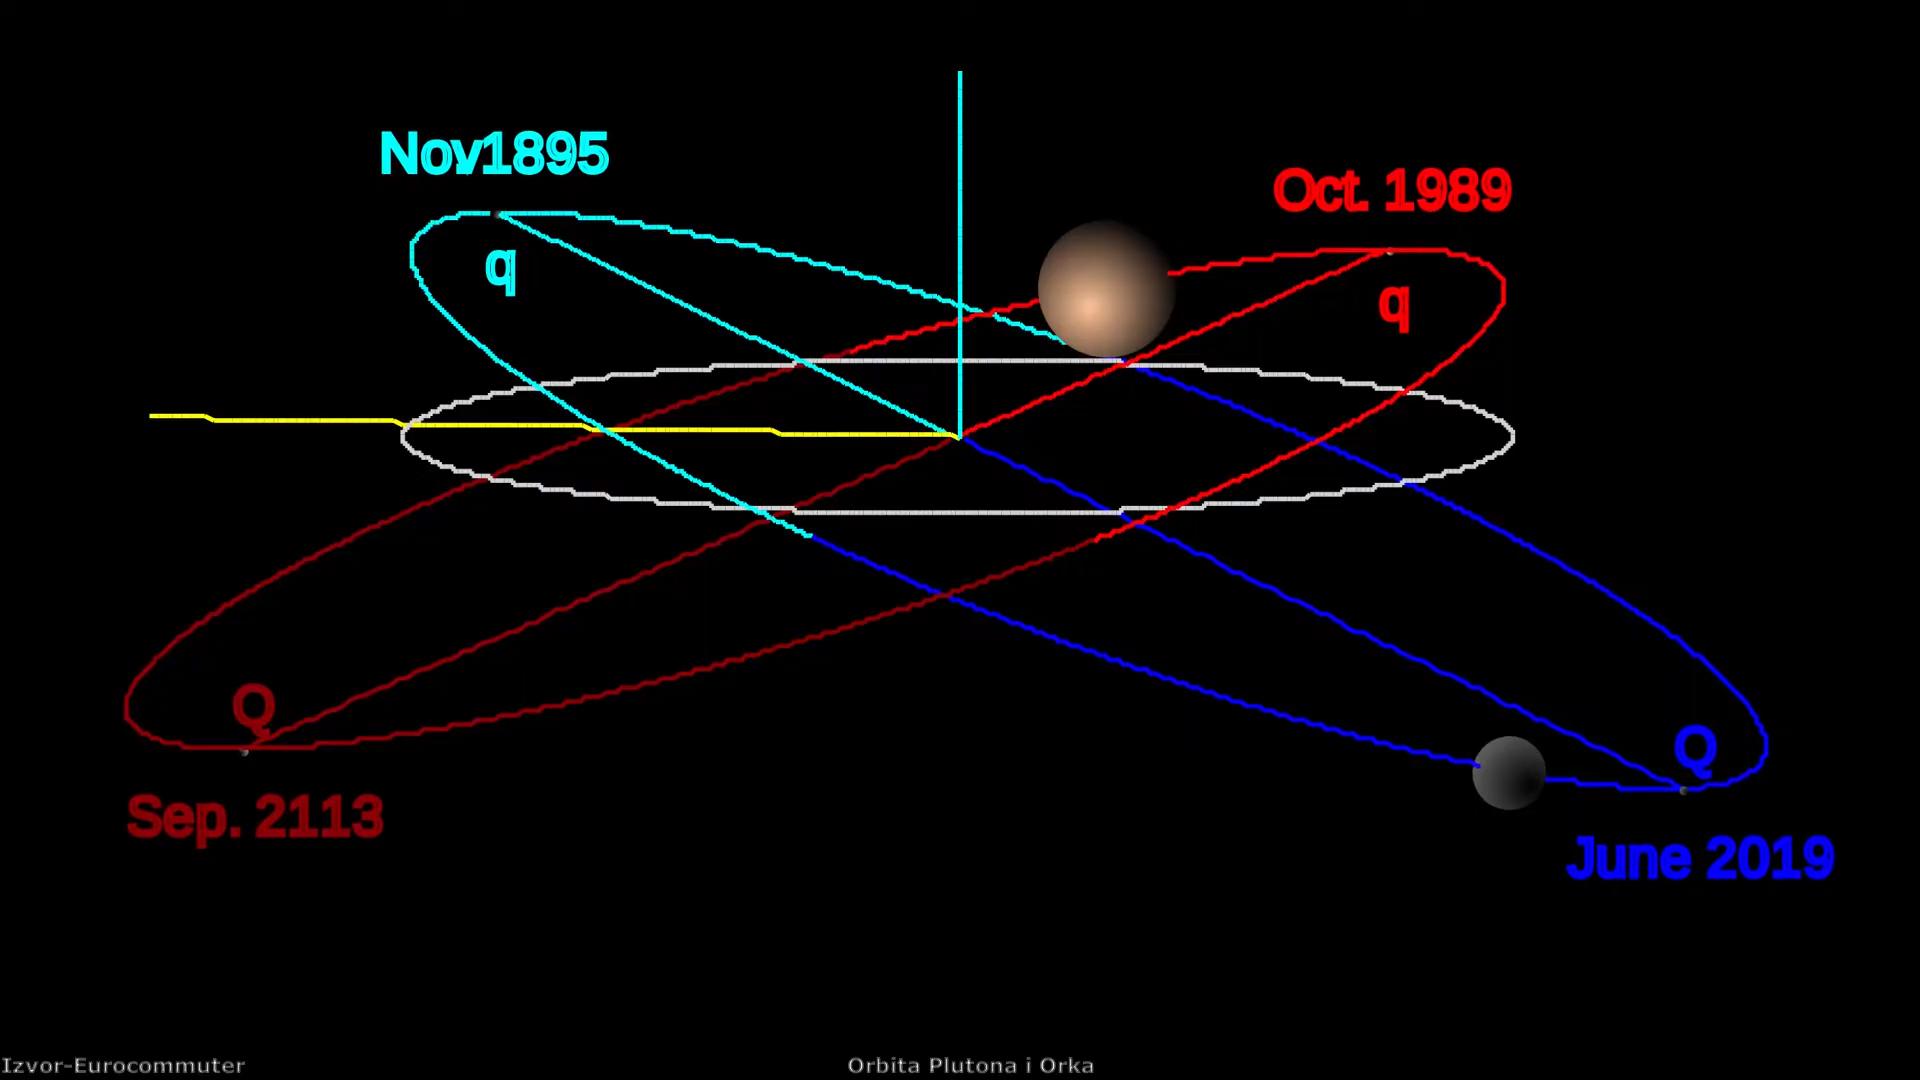 Nov1895
Oct. 1989
q
q
Q
Q
Sep. 2113
June 2019
Izvor-Eurocommuter
Orbita Plutona i Orka